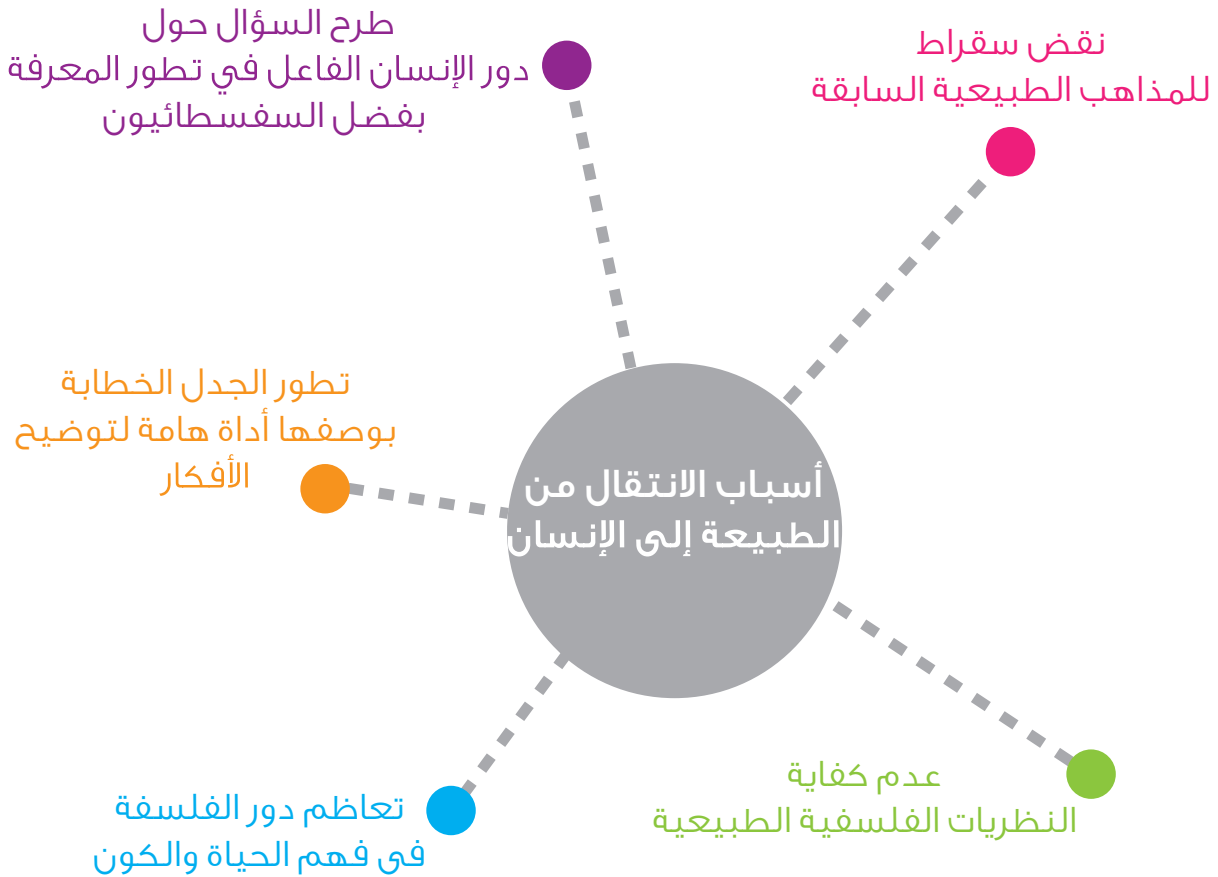 نقض سقراط
للمذاهب الطبيعية السابقة
طرح السؤال حول
دور الإنسان الفاعل في تطور المعرفة
بفضل السفسطائيون
تطور الجدل الخطابة
بوصفها أداة هامة لتوضيح
الأفكار
أسباب الانتقال من
الطبيعة إلى الإنسان
عدم كفاية
النظريات الفلسفية الطبيعية
تعاظم دور الفلسفة
فى فهم الحياة والكون